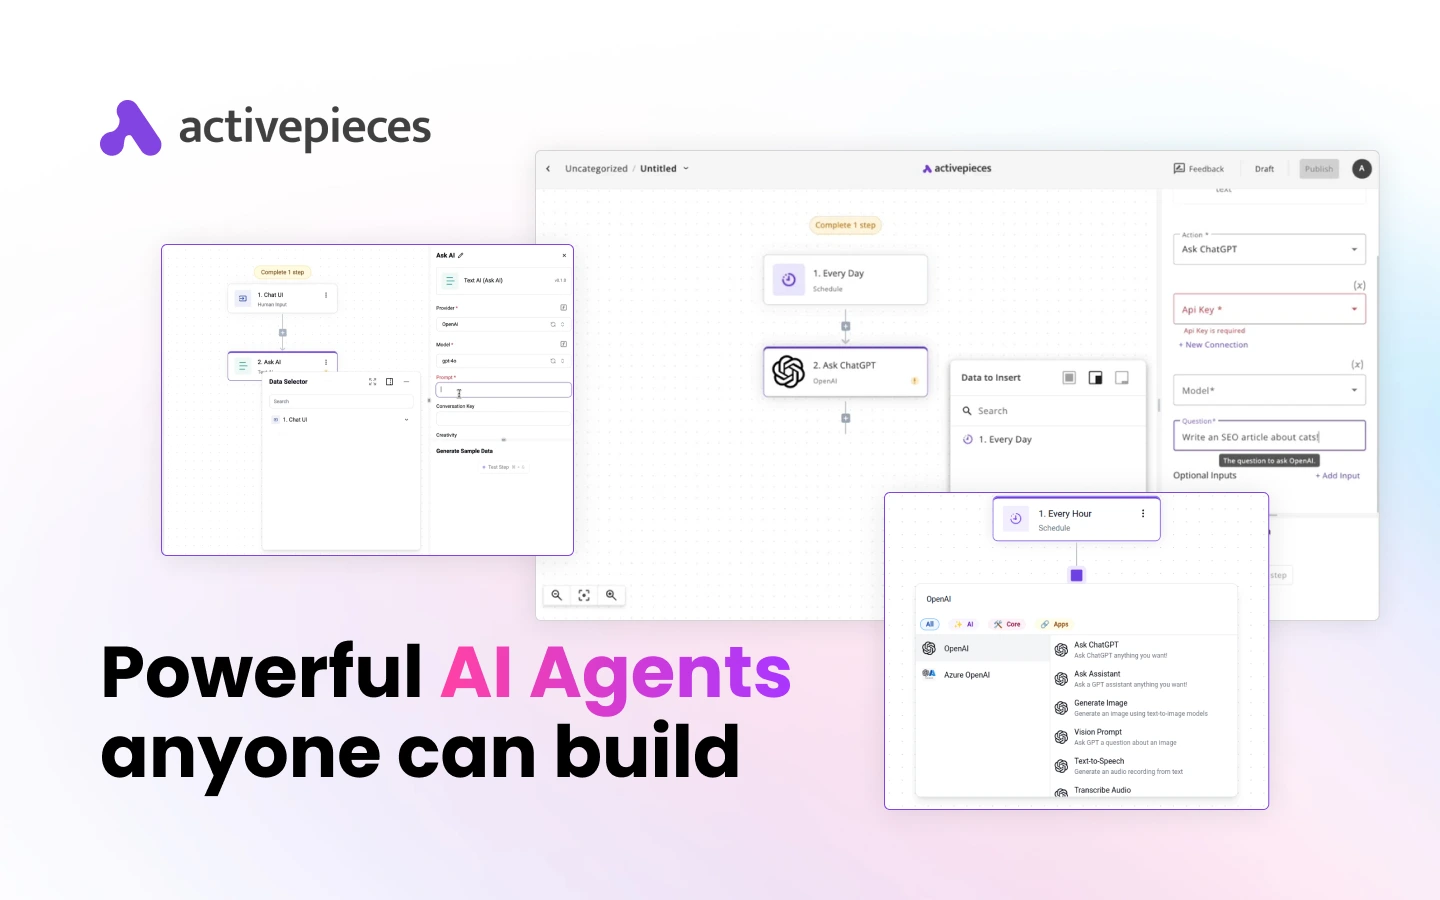 activepieces
Uncategorized / Untitled
activepieces
Feedback
Draft
Publish
A
text
Complete 1 step
1. Every Day
Schedule
2. Ask ChatGPT
OpenAI
Data to Insert
Search
1. Every Day
Action *
Ask ChatGPT
(x)
Api Key *
Api Key is required
+ New Connection
(x)
Model*
Question*
Write an SEO article about cats!
The question to ask OpenAI.
Optional Inputs
+ Add Input
step
Complete 1 step
1. Chat UI
Human Input
2. Ask AI
Data Selector
Search
1. Chat UI
Ask AI
Text AI (Ask AI)
Provider *
OpenAI
Model *
gpt-4o
Prompt *
Conversation Key
Creativity
Generate Sample Data
+ Test Step
1. Every Hour
Schedule
OpenAI
All
AI
Core
Apps
OpenAI
Azure OpenAI
Ask ChatGPT
Ask ChatGPT anything you want!
Ask Assistant
Ask a GPT assistant anything you want!
Generate Image
Generate an image using text-to-image models
Vision Prompt
Ask GPT a question about an image
Text-to-Speech
Generate an audio recording from text
Transcribe Audio
Powerful AI Agents
anyone can build